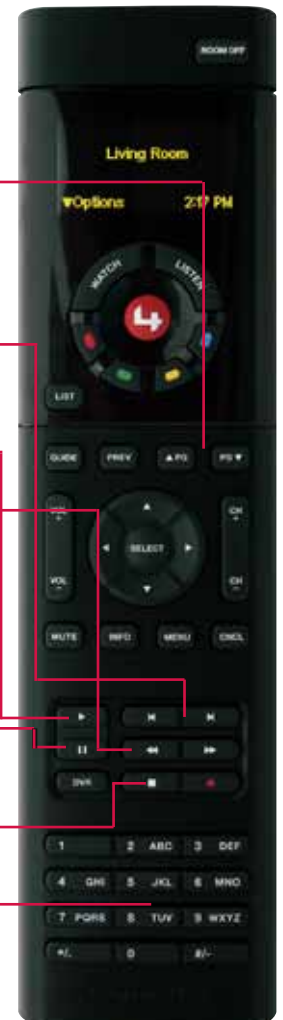 ROOM OFF
Living Room
▼Options 2:17 PM
WATCH LISTEN
4
LIST
GUIDE PREV ▲PG PG▼
VOL + CH +
SELECT
VOL − CH −
MUTE INFO MENU CNCL
DVR
1 2 ABC 3 DEF
4 GHI 5 JKL 6 MNO
7 PQRS 8 TUV 9 WXYZ
*/. 0 #/-